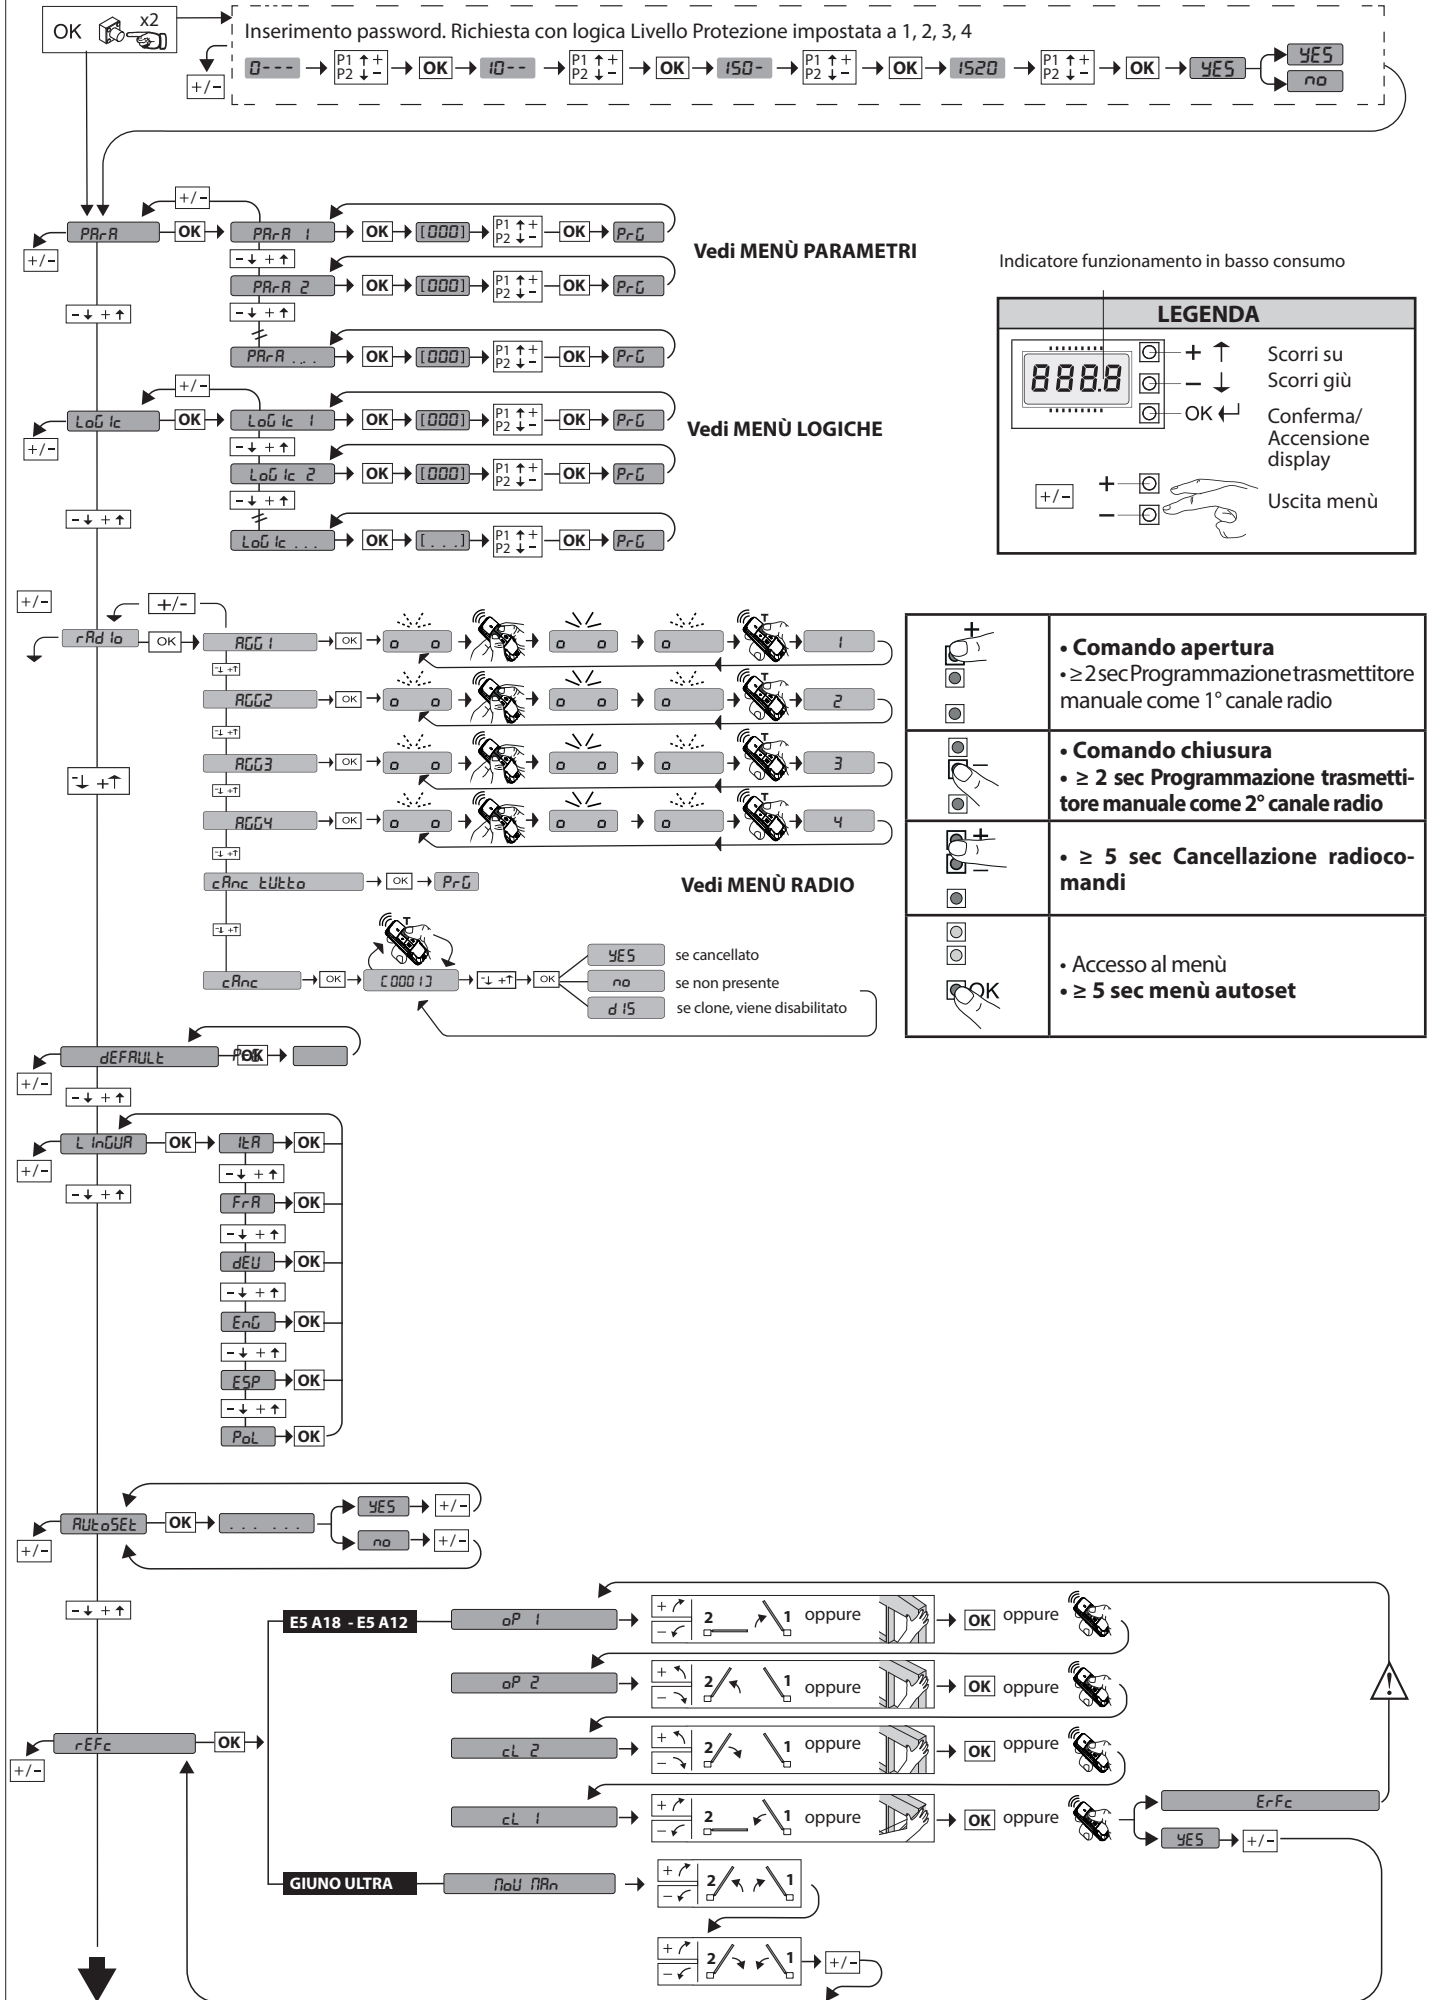 OK x2
Inserimento password. Richiesta con logica Livello Protezione impostata a 1, 2, 3, 4
+/-
0--- P1 ↑ + P2 ↓ - OK 10-- P1 ↑ + P2 ↓ - OK 150- P1 ↑ + P2 ↓ - OK 1520 P1 ↑ + P2 ↓ - OK YES YES
no
+/-
PArA OK PArA 1 OK [000] P1 ↑ + P2 ↓ - OK PrG
+/-
- ↓ + ↑
Vedi MENÙ PARAMETRI
PArA 2 OK [000] P1 ↑ + P2 ↓ - OK PrG
- ↓ + ↑
- ↓ + ↑
PArA ... OK [000] P1 ↑ + P2 ↓ - OK PrG
Indicatore funzionamento in basso consumo
LEGENDA
888.8
+ ↑ Scorri su
- ↓ Scorri giù
OK Conferma/
Accensione
display
+/- + - Uscita menù
+/-
LoGIc OK LoGIc 1 OK [000] P1 ↑ + P2 ↓ - OK PrG
+/-
- ↓ + ↑
Vedi MENÙ LOGICHE
LoGIc 2 OK [000] P1 ↑ + P2 ↓ - OK PrG
- ↓ + ↑
- ↓ + ↑
LoGIc ... OK [...] P1 ↑ + P2 ↓ - OK PrG
+/- +/-
rAdIo OK AGG1 OK o o o o o T 1
-↓ +↑
AGG2 OK o o o o o T 2
-↓ +↑
AGG3 OK o o o o o T 3
-↓ +↑
-↓ +↑
AGG4 OK o o o o o T 4
-↓ +↑
cAnc tUtto OK PrG
Vedi MENÙ RADIO
-↓ +↑
T
cAnc OK [0001] -↓ +↑ OK
YES se cancellato
no se non presente
dIS se clone, viene disabilitato
+
• Comando apertura
• ≥ 2 sec Programmazione trasmettitore
manuale come 1° canale radio
-
• Comando chiusura
• ≥ 2 sec Programmazione trasmetti-
tore manuale come 2° canale radio
+
-
• ≥ 5 sec Cancellazione radioco-
mandi
OK
• Accesso al menù
• ≥ 5 sec menù autoset
dEFAULt OK
+/-
- ↓ + ↑
LInGUA OK ItA OK
+/-
- ↓ + ↑
- ↓ + ↑
FrA OK
- ↓ + ↑
dEU OK
- ↓ + ↑
EnG OK
- ↓ + ↑
ESP OK
- ↓ + ↑
PoL OK
AUtoSEt OK ... ... YES +/-
no +/-
+/-
- ↓ + ↑
E5 A18 - E5 A12 oP 1 + - 2 1 oppure OK oppure
oP 2 + - 2 1 oppure OK oppure
rEFc OK
+/-
cL 2 + - 2 1 oppure OK oppure
cL 1 + - 2 1 oppure OK oppure
!
ErFc
YES +/-
GIUNO ULTRA MoU MAn + - 2 1
+ - 2 1 +/-